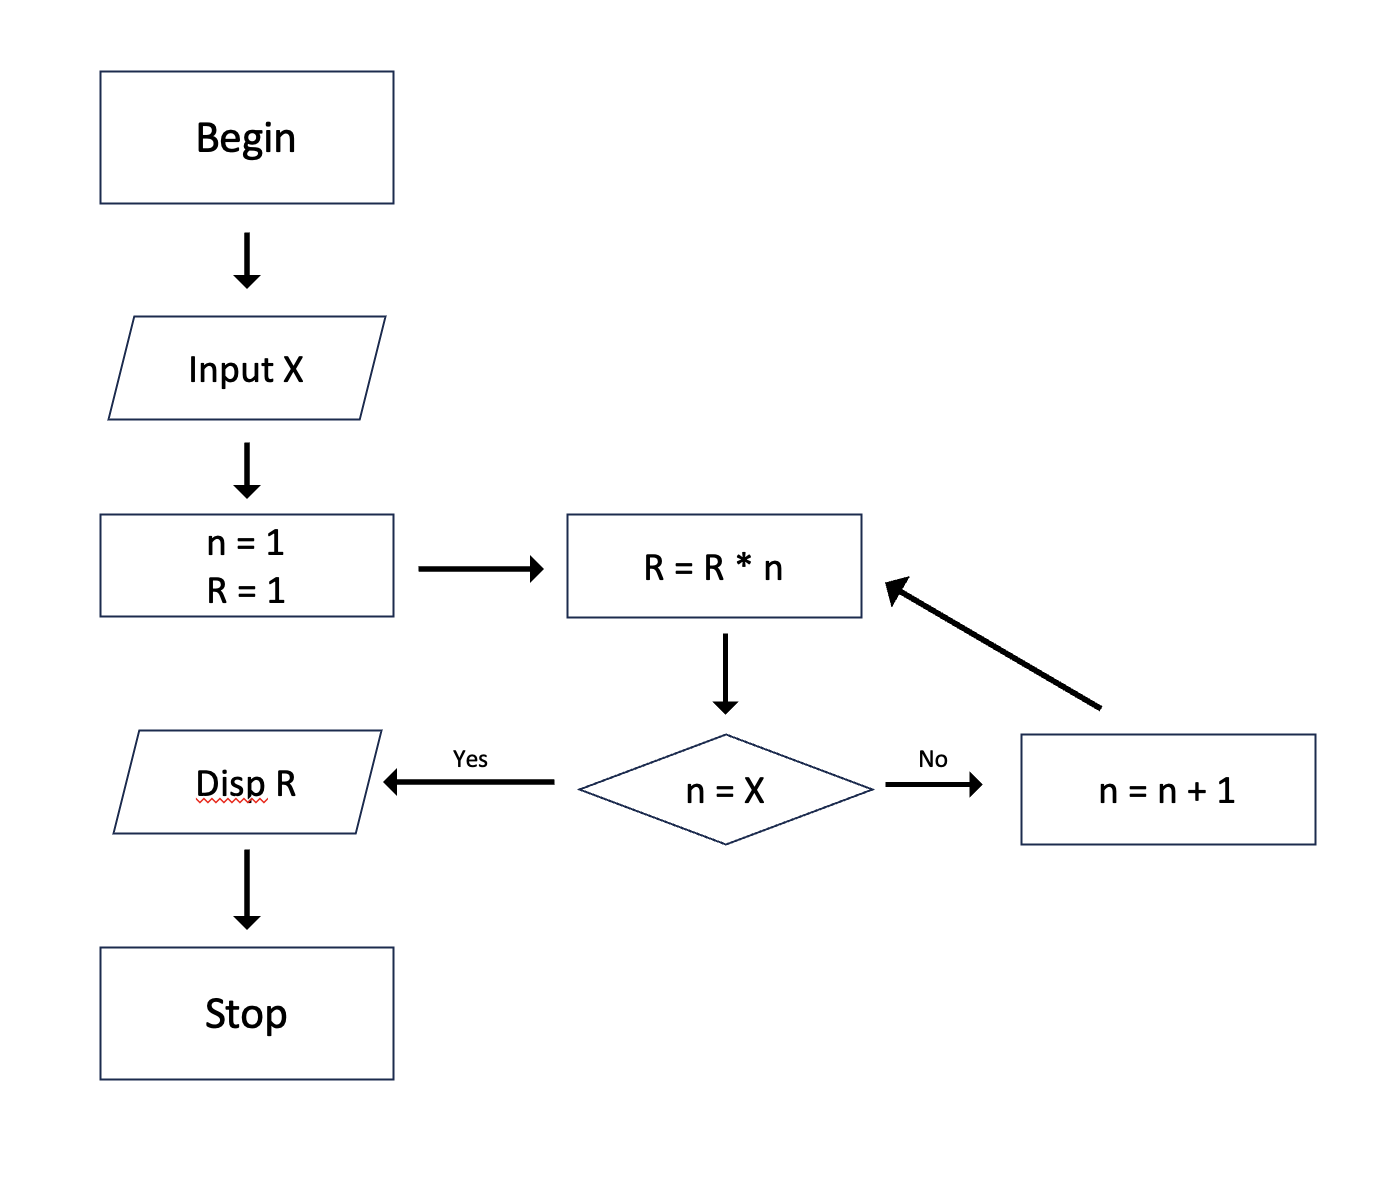 Begin
Input X
n = 1
R = 1
R = R * n
Disp R
Yes
n = X
No
n = n + 1
Stop